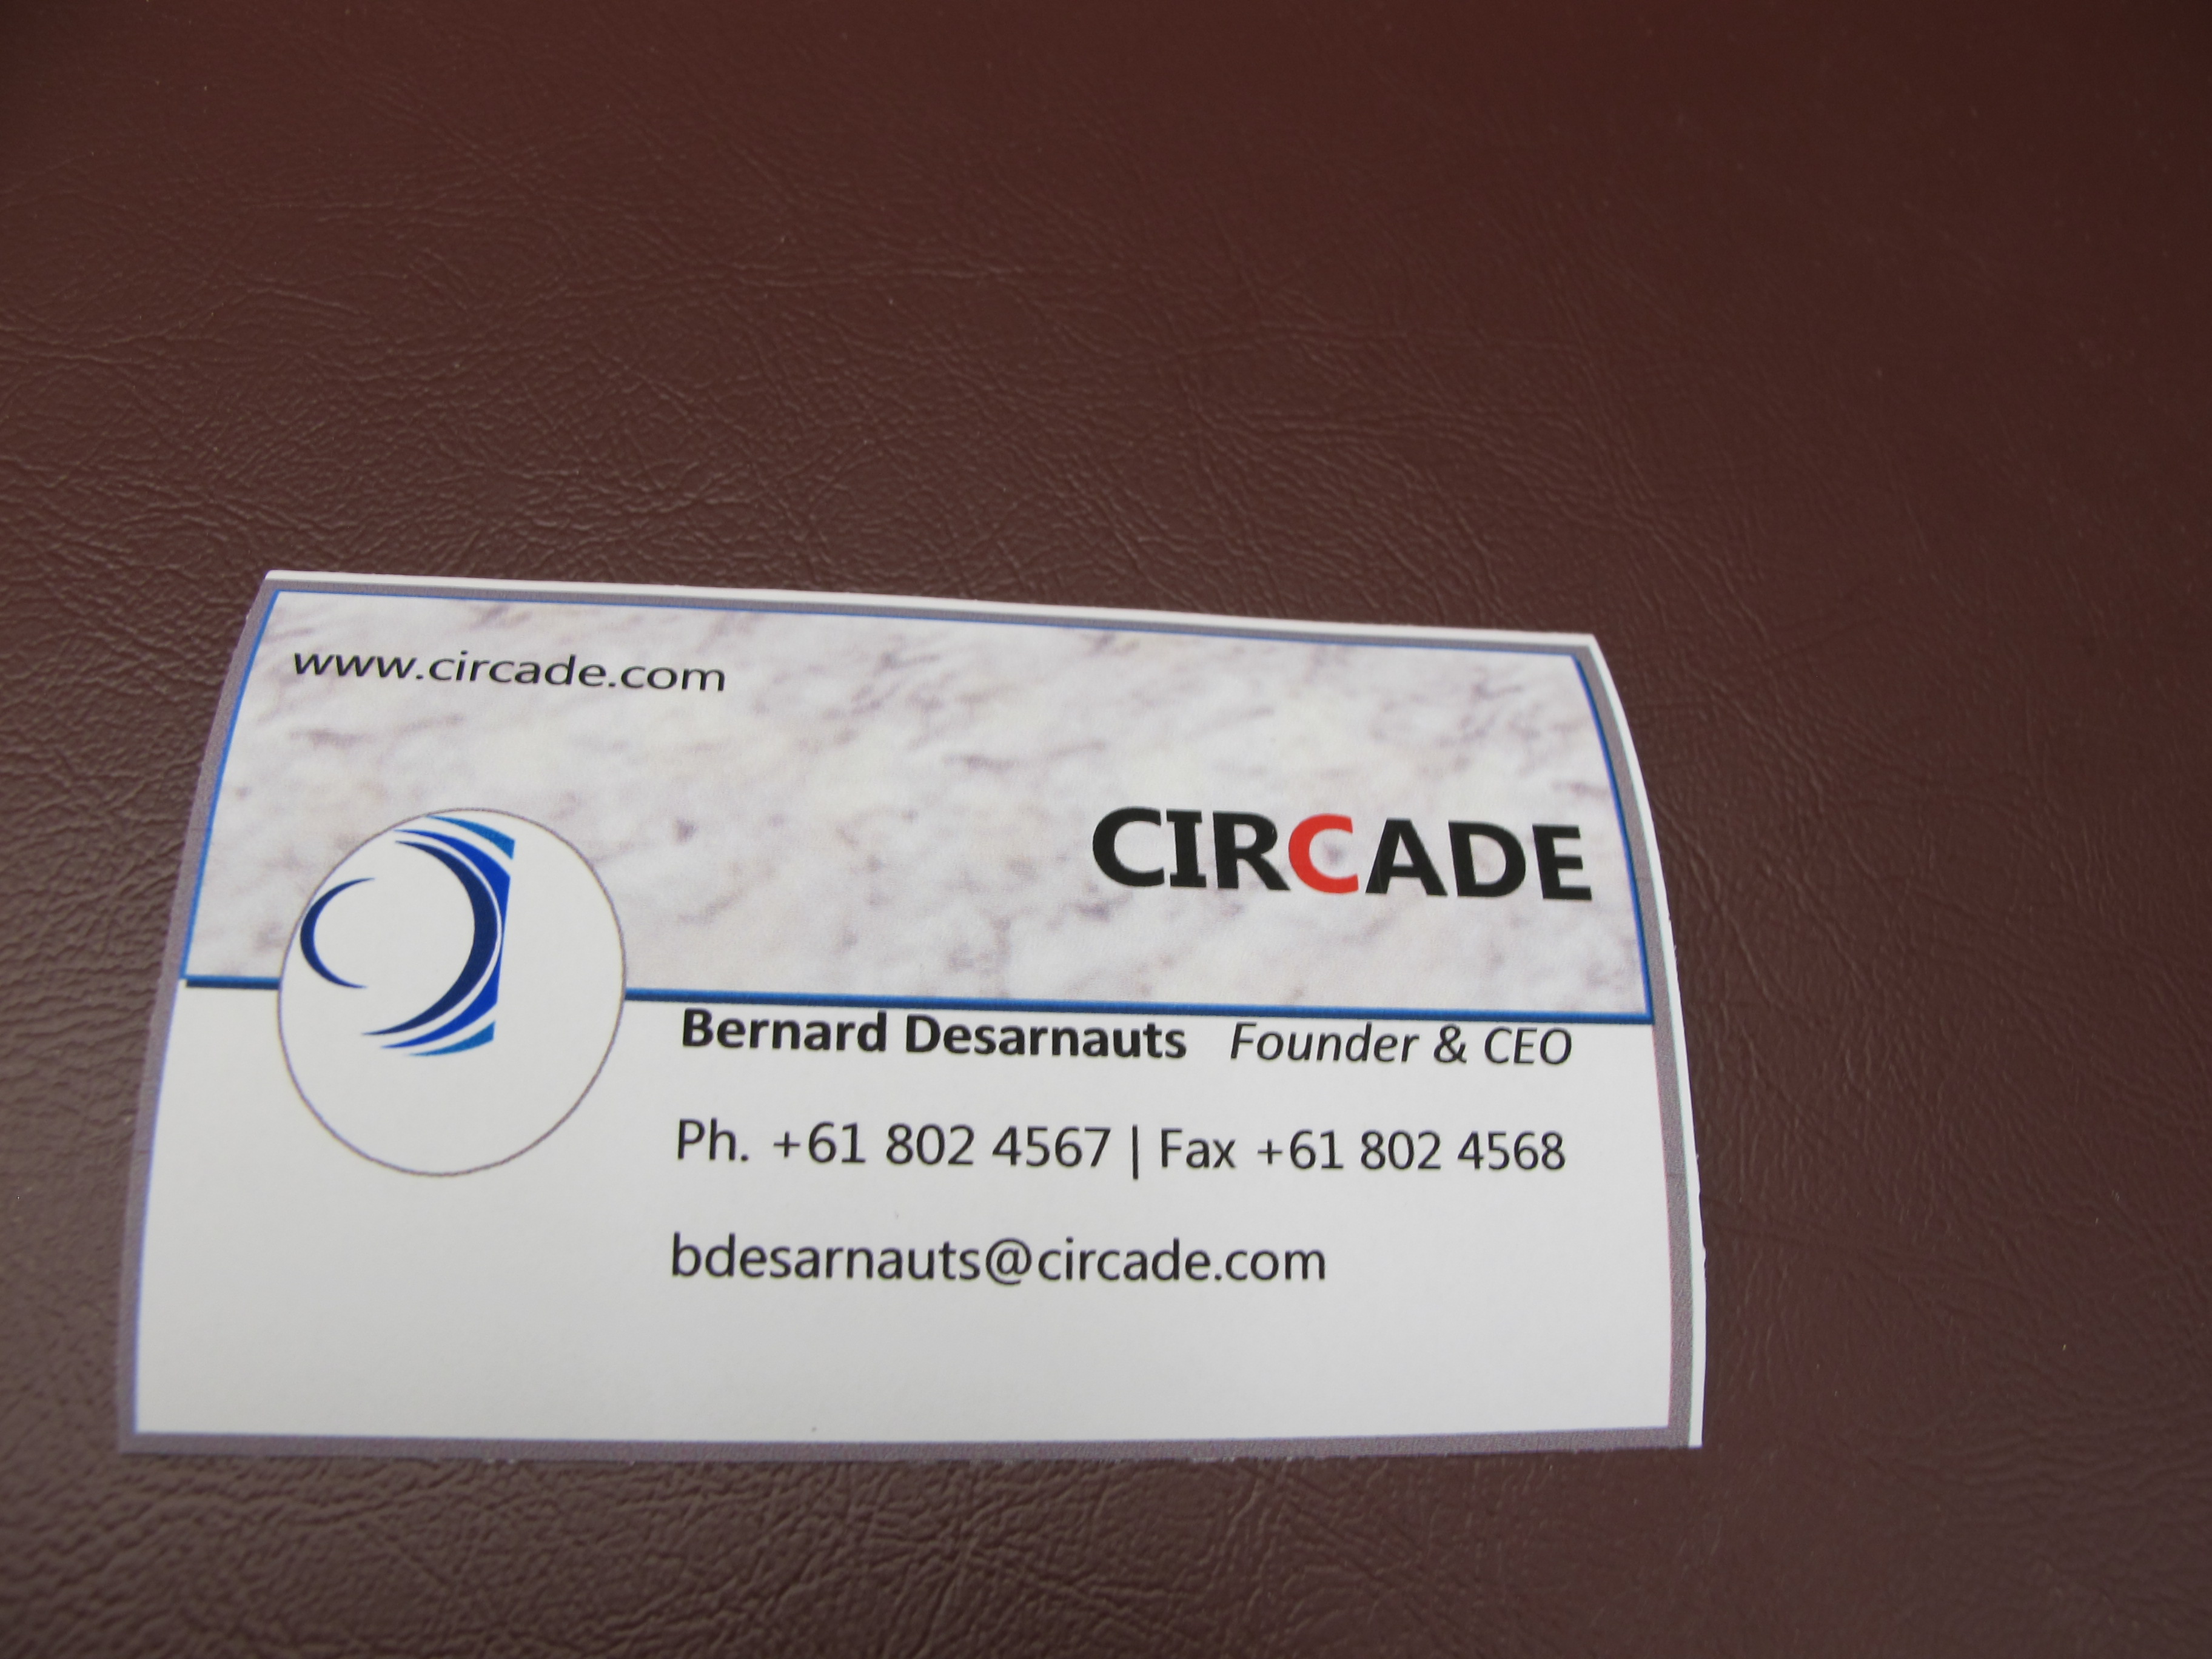 www.circade.com
CIRCADE
Bernard Desarnauts Founder & CEO
Ph. +61 802 4567 | Fax +61 802 4568
bdesarnauts@circade.com